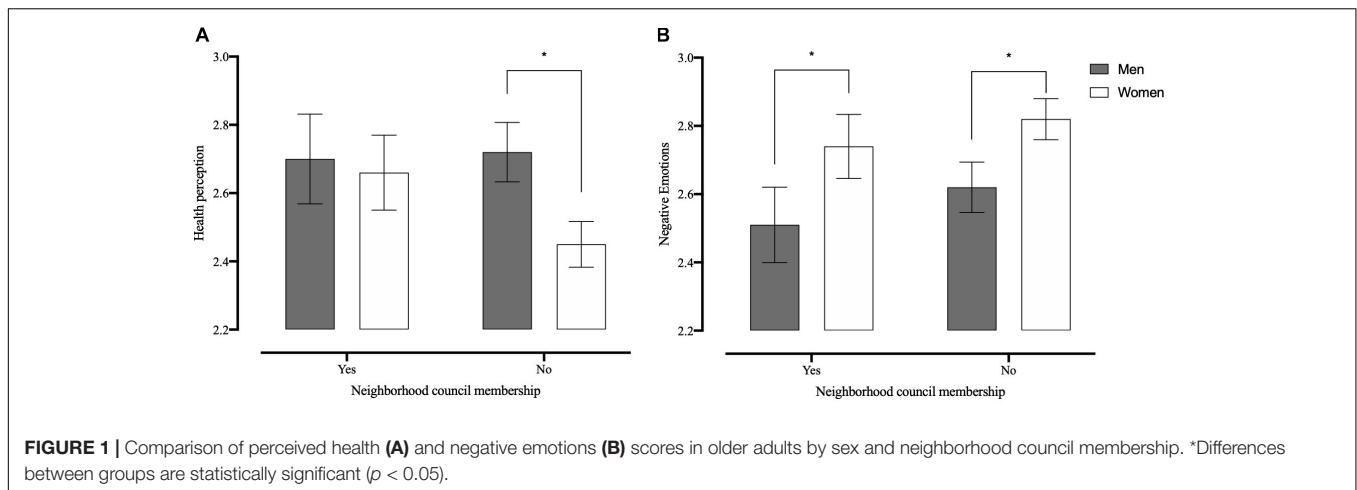 A
3.0
2.8
2.6
2.4
2.2
Health perception
*
Yes
No
Neighborhood council membership
B
3.0
2.8
2.6
2.4
2.2
Negative Emotions
*
*
Men
Women
Yes
No
Neighborhood council membership
FIGURE 1 | Comparison of perceived health (A) and negative emotions (B) scores in older adults by sex and neighborhood council membership. *Differences
between groups are statistically significant (p < 0.05).